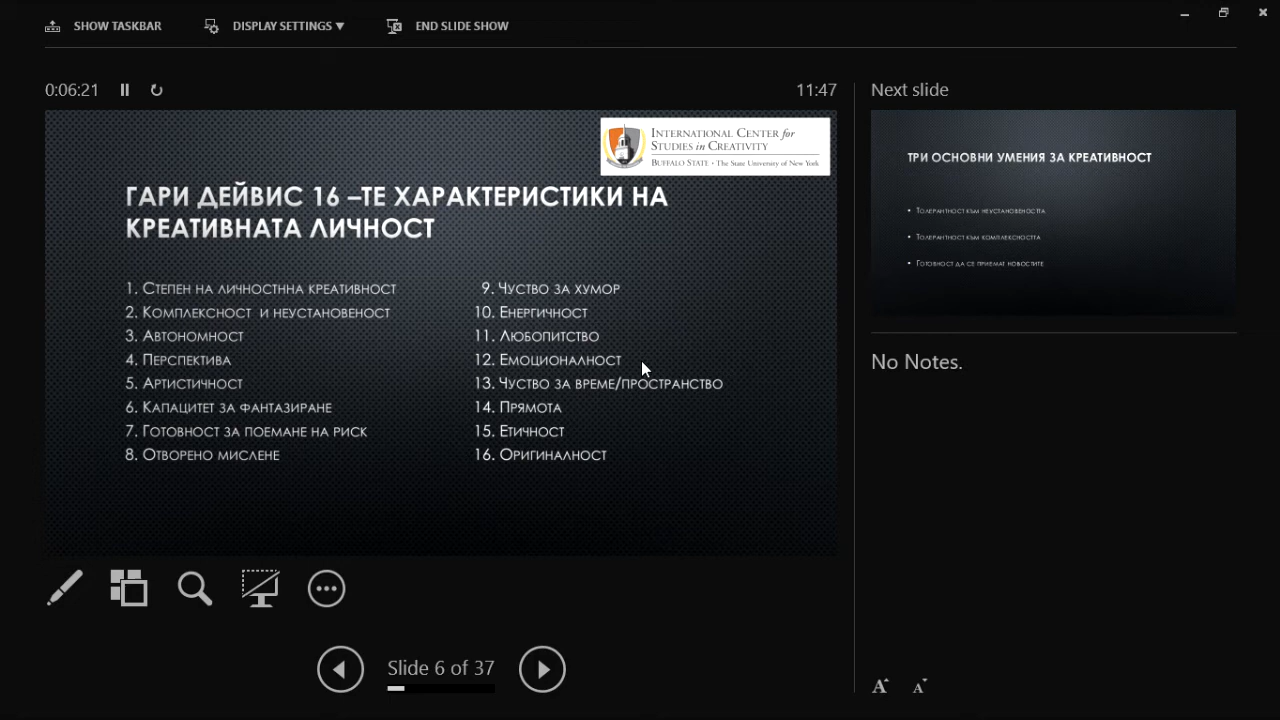 SHOW TASKBAR
DISPLAY SETTINGS
END SLIDE SHOW
0:06:21
11:47
INTERNATIONAL CENTER for
STUDIES in CREATIVITY
BUFFALO STATE • The State University of New York
ГАРИ ДЕЙВИС 16 –ТЕ ХАРАКТЕРИСТИКИ НА
КРЕАТИВНАТА ЛИЧНОСТ
1. СТЕПЕН НА ЛИЧНОСТННА КРЕАТИВНОСТ
2. КОМПЛЕКСНОСТ И НЕУСТАНОВЕНОСТ
3. АВТОНОМНОСТ
4. ПЕРСПЕКТИВА
5. АРТИСТИЧНОСТ
6. КАПАЦИТЕТ ЗА ФАНТАЗИРАНЕ
7. ГОТОВНОСТ ЗА ПОЕМАНЕ НА РИСК
8. ОТВОРЕНО МИСЛЕНЕ
9. ЧУСТВО ЗА ХУМОР
10. ЕНЕРГИЧНОСТ
11. ЛЮБОПИТСТВО
12. ЕМОЦИОНАЛНОСТ
13. ЧУСТВО ЗА ВРЕМЕ/ПРОСТРАНСТВО
14. ПРЯМОТА
15. ЕТИЧНОСТ
16. ОРИГИНАЛНОСТ
Slide 6 of 37
Next slide
ТРИ ОСНОВНИ УМЕНИЯ ЗА КРЕАТИВНОСТ
• ТОЛЕРАНТНОСТ КЪМ НЕУСТАНОВЕНОСТТА
• ТОЛЕРАНТНОСТ КЪМ КОМПЛЕКСНОСТТА
• ГОТОВНОСТ ДА СЕ ПРИЕМАТ НОВОСТИТЕ
No Notes.
A A